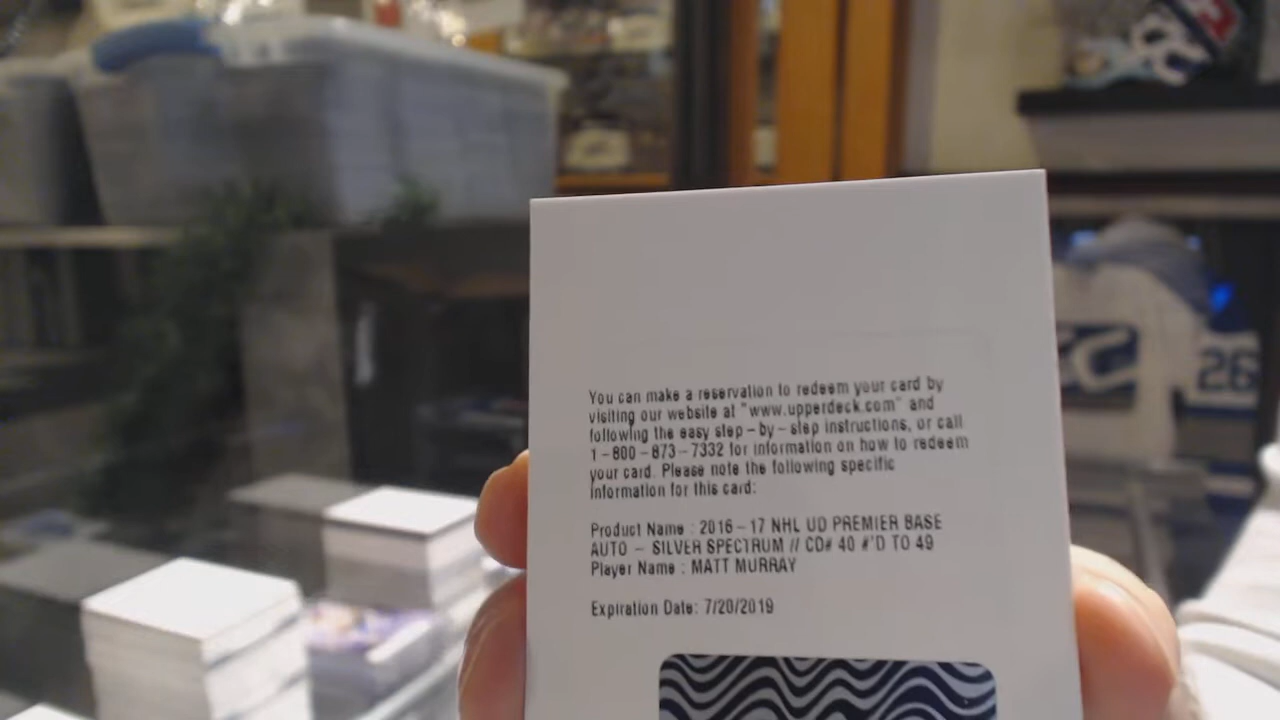 You can make a reservation to redeem your card by
visiting our website at "www.upperdeck.com" and
following the easy step-by-step instructions, or call
1-800-873-7332 for information on how to redeem
your card. Please note the following specific
information for this card:
Product Name : 2016-17 NHL UD PREMIER BASE
AUTO - SILVER SPECTRUM // CD# 40 #'D TO 49
Player Name : MATT MURRAY
Expiration Date: 7/20/2019
26